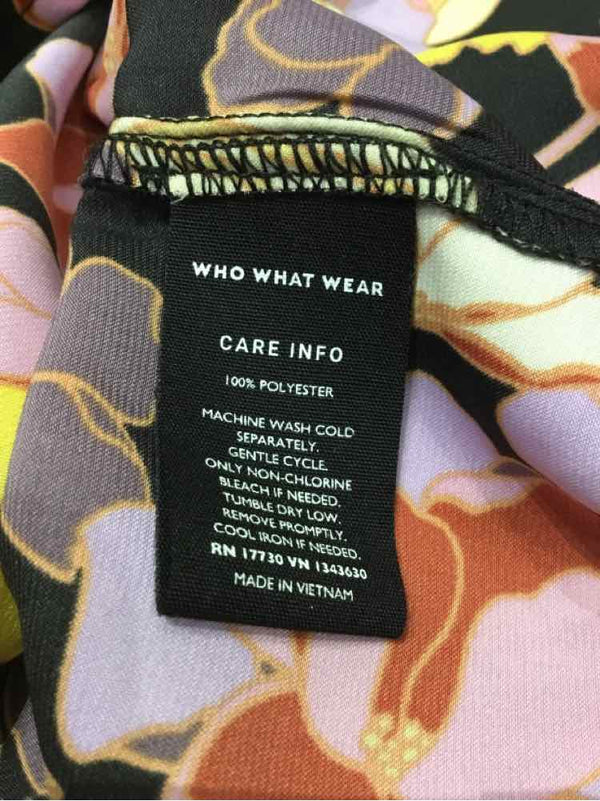 WHO WHAT WEAR
CARE INFO
100% POLYESTER
MACHINE WASH COLD
SEPARATELY.
GENTLE CYCLE.
ONLY NON-CHLORINE
BLEACH IF NEEDED.
TUMBLE DRY LOW.
REMOVE PROMPTLY.
COOL IRON IF NEEDED.
RN 17730 VN 1343630
MADE IN VIETNAM